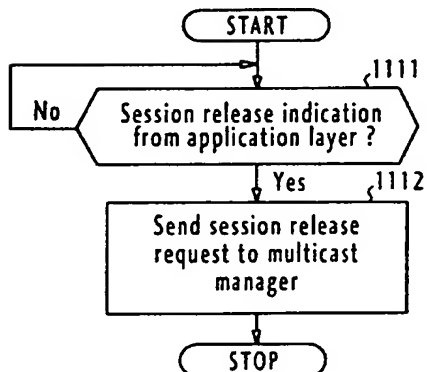 START
1111
No
Session release indication
from application layer ?
Yes
1112
Send session release
request to multicast
manager
STOP